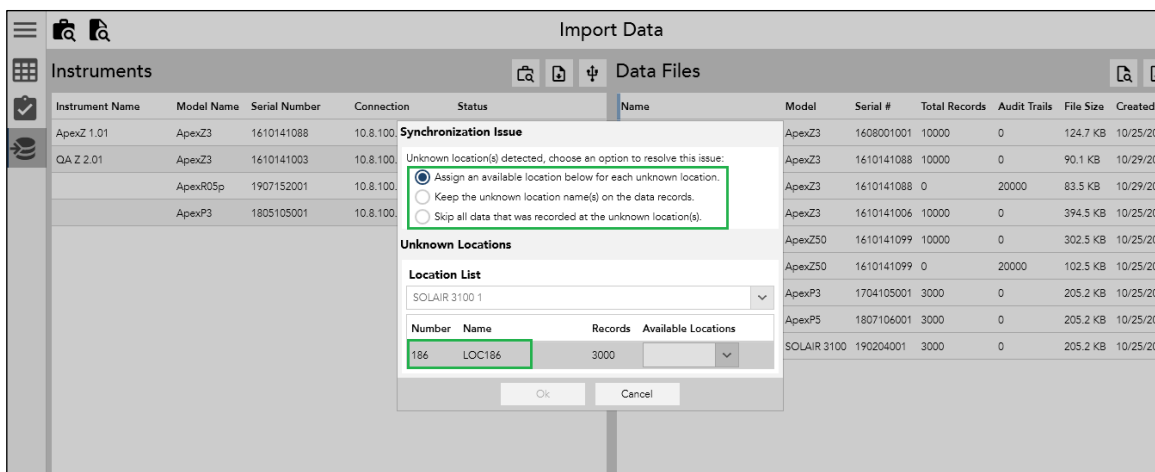 Import Data
Instruments
Instrument Name Model Name Serial Number Connection Status
ApexZ 1.01 ApexZ3 1610141088 10.8.100.
QA Z 2.01 ApexZ3 1610141003 10.8.100.
ApexR05p 1907152001 10.8.100.
ApexP3 1805105001 10.8.100.
Synchronization Issue
Unknown location(s) detected, choose an option to resolve this issue:
Assign an available location below for each unknown location.
Keep the unknown location name(s) on the data records.
Skip all data that was recorded at the unknown location(s).
Unknown Locations
Location List
SOLAIR 3100 1
Number Name Records Available Locations
186 LOC186 3000
Ok Cancel
Data Files
Name Model Serial # Total Records Audit Trails File Size Created
ApexZ3 1608001001 10000 0 124.7 KB 10/25/20
ApexZ3 1610141088 10000 0 90.1 KB 10/29/20
ApexZ3 1610141088 0 20000 83.5 KB 10/29/20
ApexZ3 1610141006 10000 0 394.5 KB 10/25/20
ApexZ50 1610141099 10000 0 302.5 KB 10/25/20
ApexZ50 1610141099 0 20000 102.5 KB 10/25/20
ApexP3 1704105001 3000 0 205.2 KB 10/25/20
ApexP5 1807106001 3000 0 205.2 KB 10/25/20
SOLAIR 3100 190204001 3000 0 205.2 KB 10/25/20